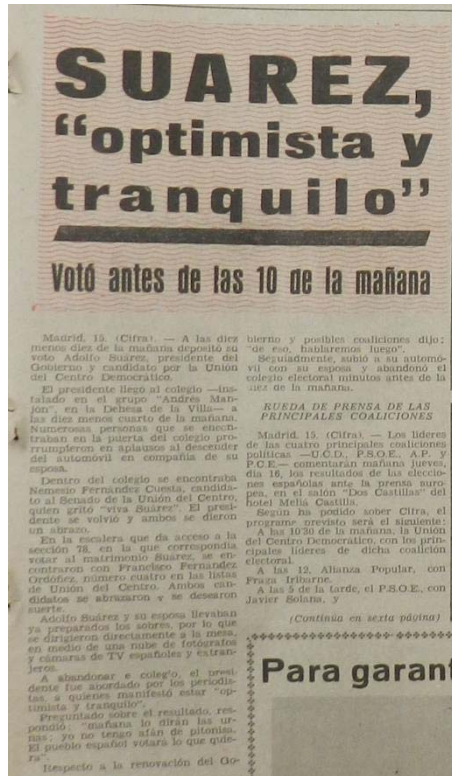 SUAREZ,
"optimista y
tranquilo"
Votó antes de las 10 de la mañana
Madrid, 15. (Cifra). — A las diez
menos diez de la mañana depositó su
voto Adolfo Suárez, presidente del
Gobierno y candidato por la Unión
del Centro Democrático.
El presidente llegó al colegio —ins-
talado en el grupo "Andrés Man-
jón", en la Dehesa de la Villa— a
las diez menos cuarto de la mañana.
Numerosas personas que se encon-
traban en la puerta del colegio pro-
rrumpieron en aplausos al descender
del automóvil en compañía de su
esposa.
Dentro del colegio se encontraba
Nemesio Fernández Cuesta, candida-
to al Senado de la Unión del Centro,
quien gritó "viva Suárez". El presi-
dente se volvió y ambos se dieron
un abrazo.
En la escalera que da acceso a la
sección 78, en la que correspondía
votar al matrimonio Suárez, se en-
contraron con Francisco Fernandez
Ordóñez, número cuatro en las listas
de Unión del Centro. Ambos can-
didatos se abrazaron y se desearon
suerte.
Adolfo Suárez y su esposa llevaban
ya preparados los sobres, por lo que
se dirigieron directamente a la mesa,
en medio de una nube de fotógrafos
y cámaras de TV españoles y extran-
jeros.
A abandonar e colegio, el presi-
dente fue abordado por los periodis-
tas, a quienes manifestó estar "op-
timista y tranquilo".
Preguntado sobre el resultado, res-
pondió: "mañana lo dirán las ur-
nas; yo no tengo afán de pitonisa.
El pueblo español votará lo que quie-
ra".
Respecto a la renovación del Go-
bierno y posibles coaliciones dijo:
"de eso, hablaremos luego".
Seguidamente, subió a su automó-
vil con su esposa y abandonó el
colegio electoral minutos antes de la
diez de la mañana.
RUEDA DE PRENSA DE LAS
PRINCIPALES COALICIONES
Madrid, 15. (Cifra). — Los líderes
de las cuatro principales coaliciones
políticas —U.C.D., P.S.O.E., A.P. y
P.C.E.— comentarán mañana jueves,
día 16, los resultados de las eleccio-
nes españolas ante la prensa euro-
pea, en el salón "Dos Castillas" del
hotel Meliá Castilla.
Según ha podido saber Cifra, el
programa previsto será el siguiente:
A las 10'30 de la mañana, la Unión
del Centro Democrático, con los prin-
cipales líderes de dicha coalición
electoral.
A las 12, Alianza Popular, con
Fraga Iribarne.
A las 5 de la tarde, el P.S.O.E., con
Javier Solana, y
(Continúa en sexta página)
Para garant